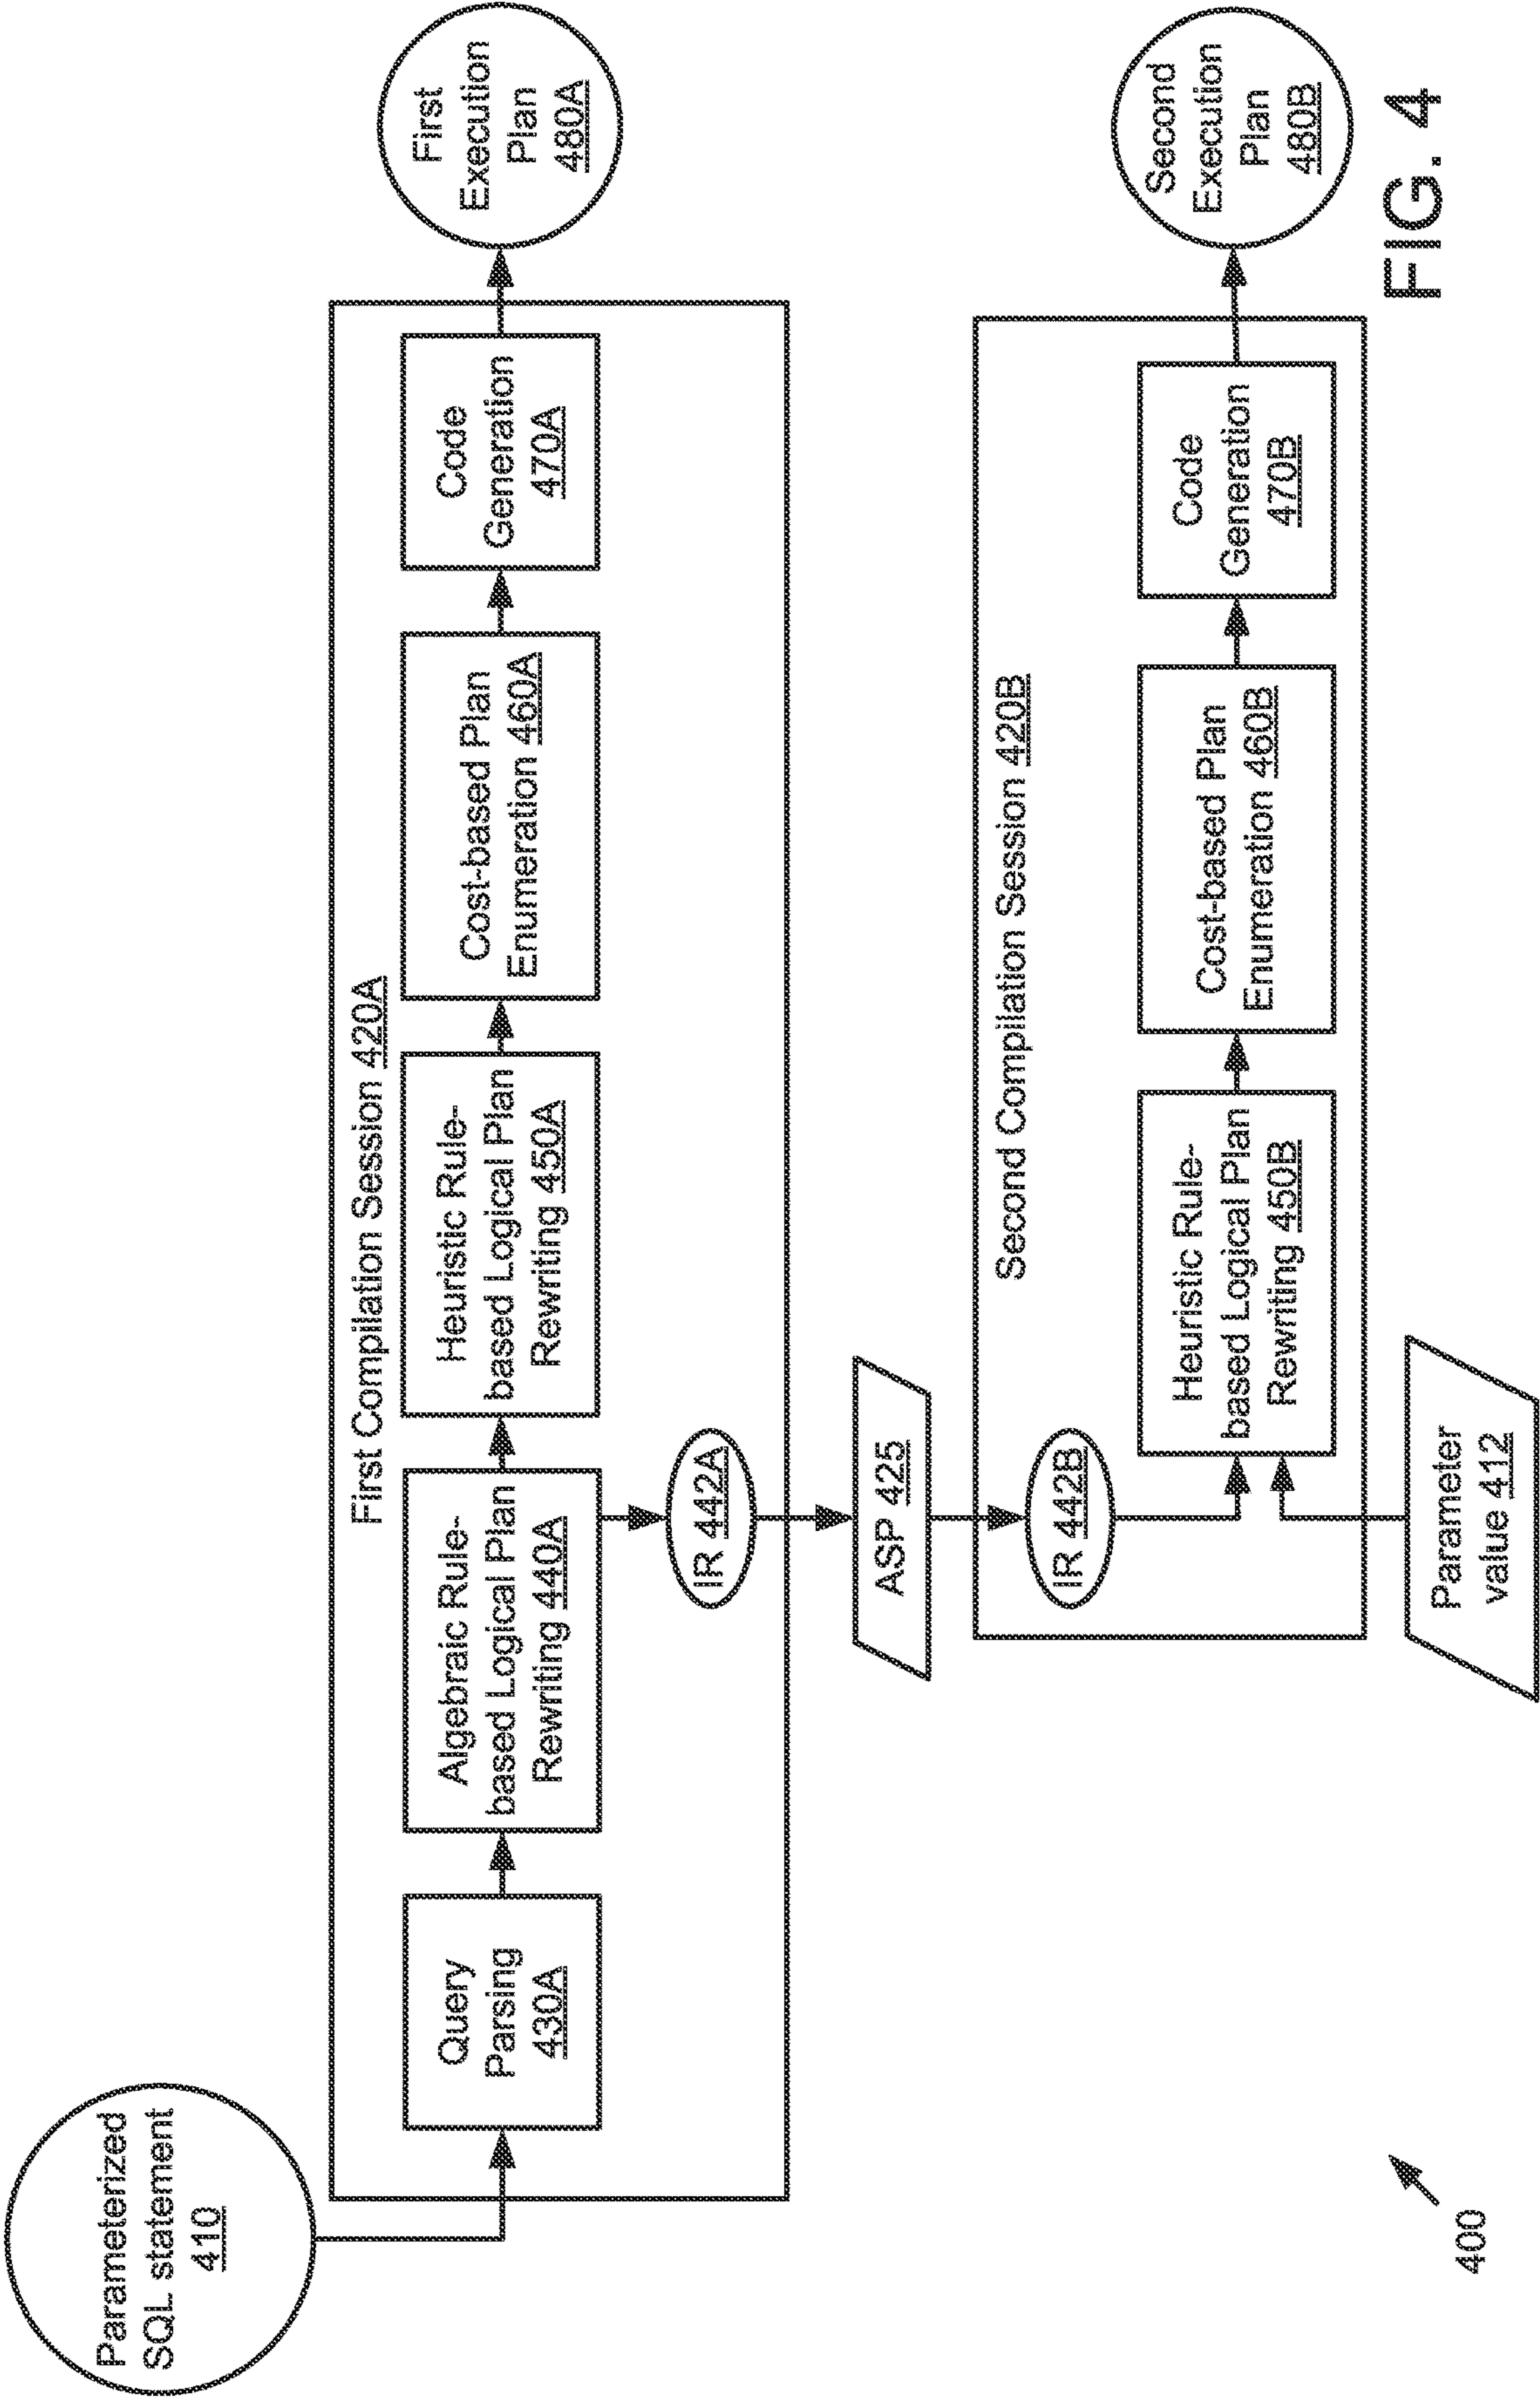 Parameterized
SQL statement
410
First Compilation Session 420A
Query
Parsing
430A
Algebraic Rule-
based Logical Plan
Rewriting 440A
Heuristic Rule-
based Logical Plan
Rewriting 450A
Cost-based Plan
Enumeration 460A
Code
Generation
470A
First
Execution
Plan
480A
IR 442A
ASP 425
Second Compilation Session 420B
IR 442B
Heuristic Rule-
based Logical Plan
Rewriting 450B
Cost-based Plan
Enumeration 460B
Code
Generation
470B
Second
Execution
Plan
480B
Parameter
value 412
400
FIG. 4